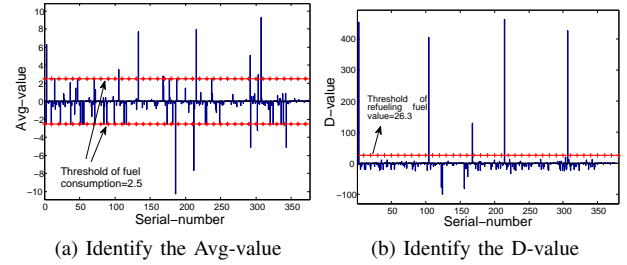 10
8
6
4
2
0
−2
−4
−6
−8
−10
Avg−value
Threshold of fuel
consumption=2.5
0 50 100 150 200 250 300 350
Serial−number
(a) Identify the Avg-value
400
300
200
100
0
−100
D−value
Threshold of
refueling fuel
value=26.3
50 100 150 200 250 300 350
Serial−number
(b) Identify the D-value